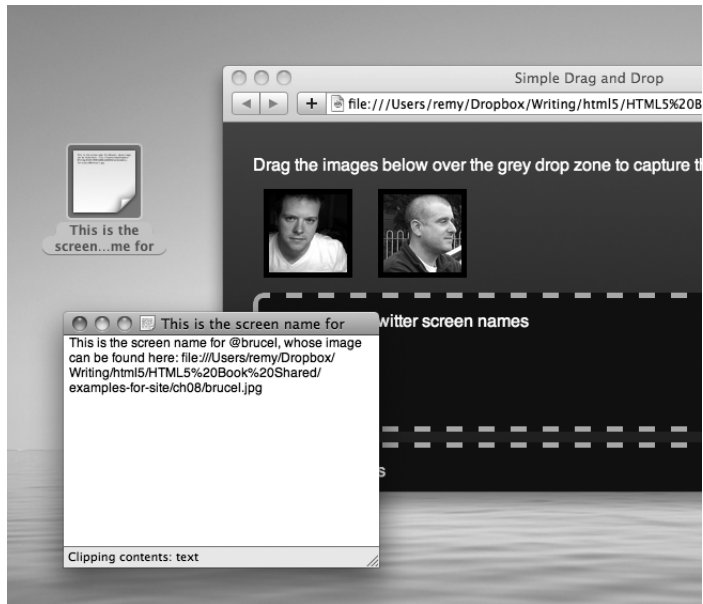 Simple Drag and Drop
file:///Users/remy/Dropbox/Writing/html5/HTML5%20B
Drag the images below over the grey drop zone to capture th
This is the
screen...me for
This is the screen name for
witter screen names
This is the screen name for @brucel, whose image
can be found here: file:///Users/remy/Dropbox/
Writing/html5/HTML5%20Book%20Shared/
examples-for-site/ch08/brucel.jpg
s
Clipping contents: text